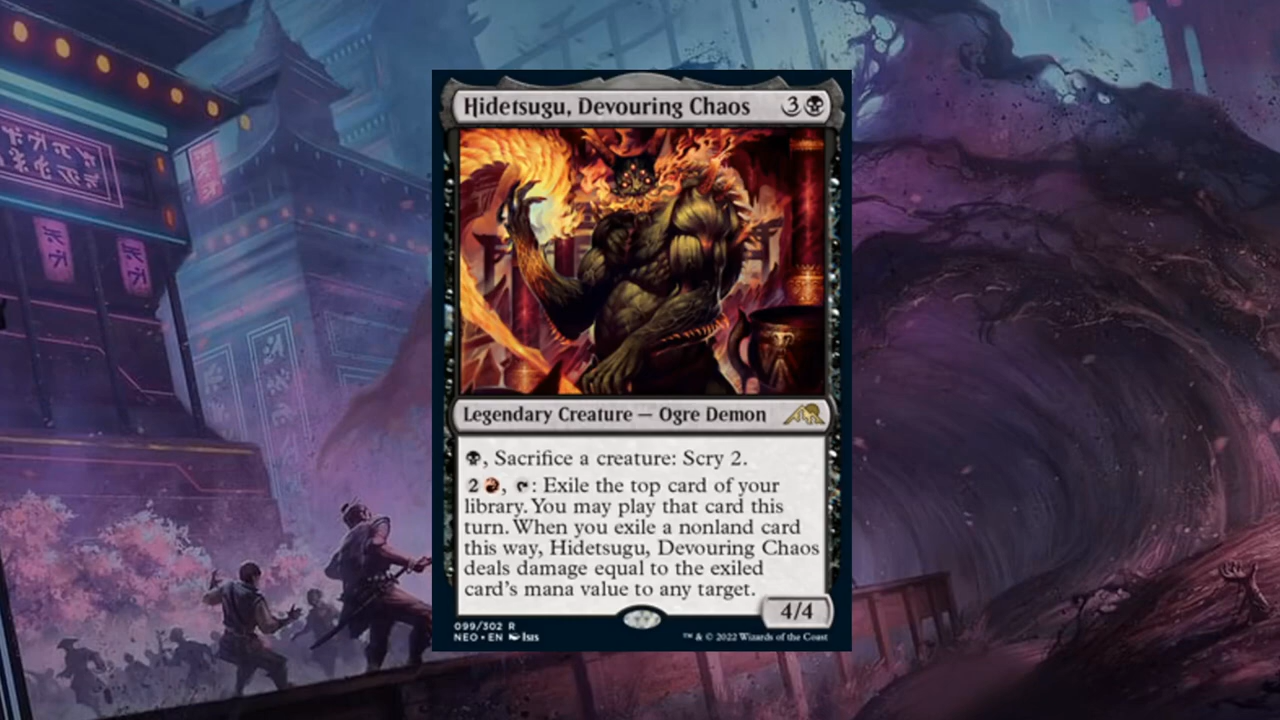 Hidetsugu, Devouring Chaos 3
Legendary Creature — Ogre Demon
, Sacrifice a creature: Scry 2.
2 , : Exile the top card of your
library. You may play that card this
turn. When you exile a nonland card
this way, Hidetsugu, Devouring Chaos
deals damage equal to the exiled
card's mana value to any target.
4/4
099/302 R
NEO • EN Isis
™ & © 2022 Wizards of the Coast